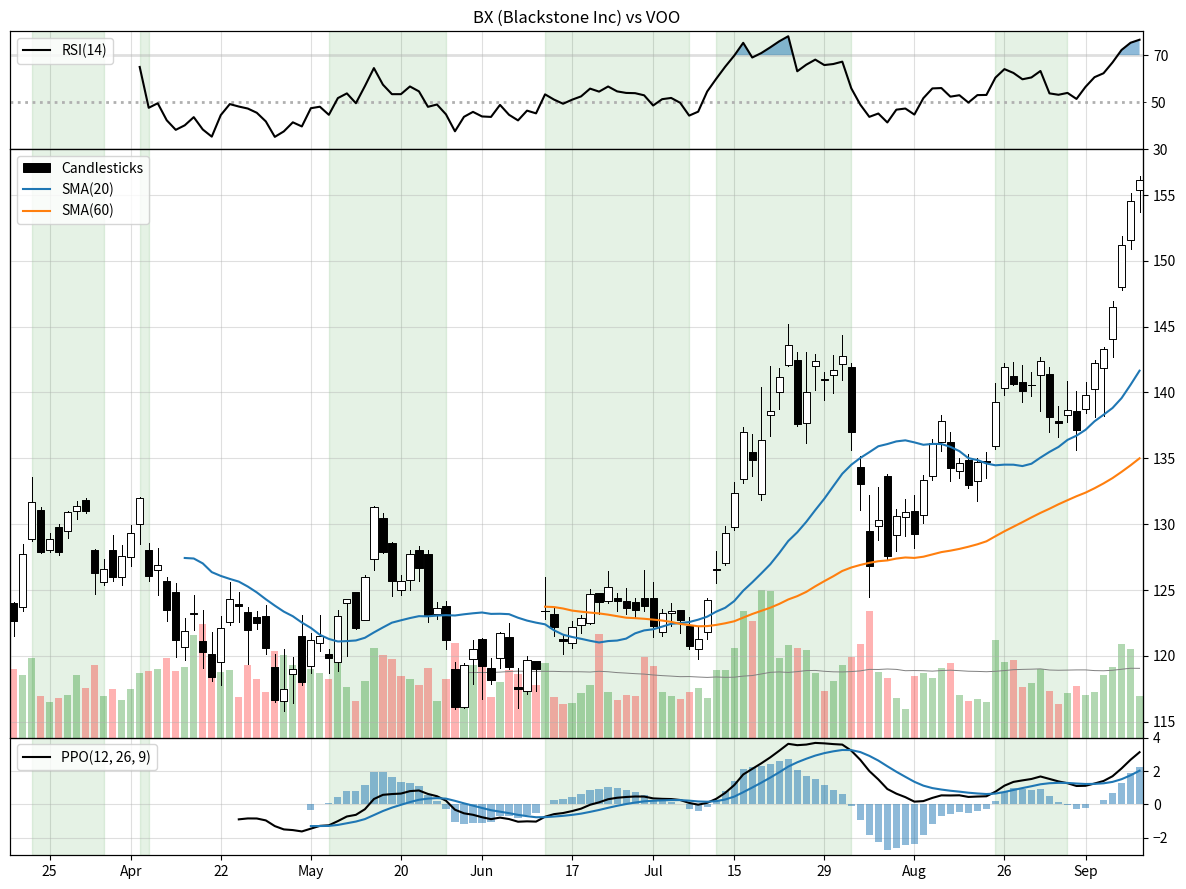 BX (Blackstone Inc) vs VOO
RSI(14)
70
50
30
Candlesticks
SMA(20)
SMA(60)
155
150
145
140
135
130
125
120
115
PPO(12, 26, 9)
4
2
0
−2
25 Apr 22 May 20 Jun 17 Jul 15 29 Aug 26 Sep